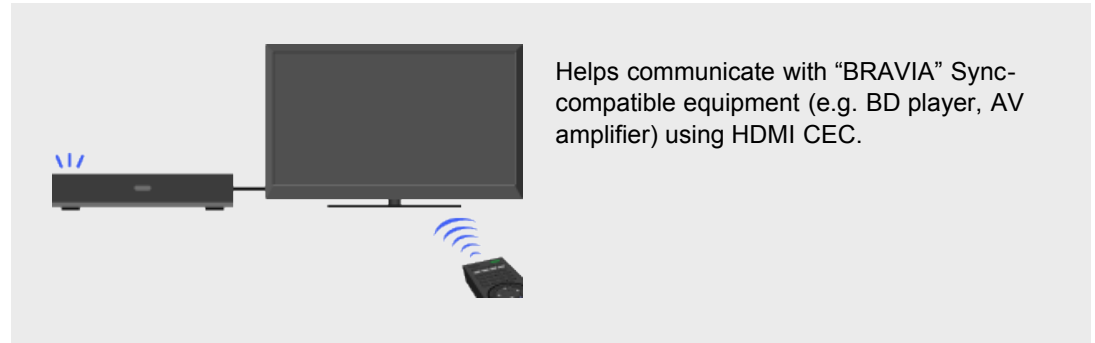 Helps communicate with “BRAVIA” Sync-
compatible equipment (e.g. BD player, AV
amplifier) using HDMI CEC.